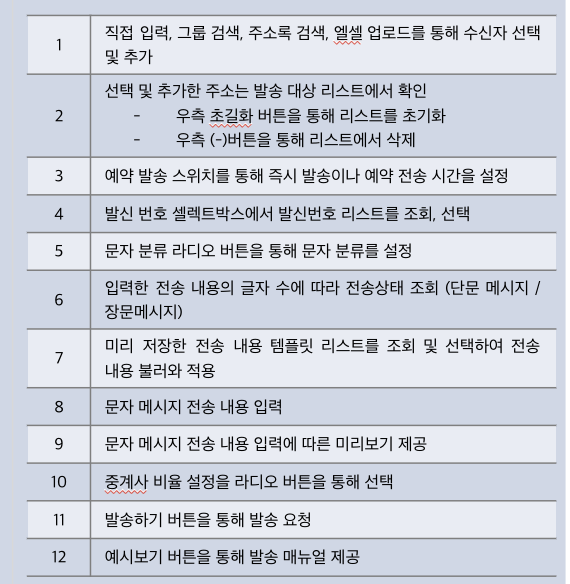 1 직접 입력, 그룹 검색, 주소록 검색, 엘셀 업로드를 통해 수신자 선택
및 추가
2 선택 및 추가한 주소는 발송 대상 리스트에서 확인
- 우측 초길화 버튼을 통해 리스트를 초기화
- 우측 (-)버튼을 통해 리스트에서 삭제
3 예약 발송 스위치를 통해 즉시 발송이나 예약 전송 시간을 설정
4 발신 번호 셀렉트박스에서 발신번호 리스트를 조회, 선택
5 문자 분류 라디오 버튼을 통해 문자 분류를 설정
6 입력한 전송 내용의 글자 수에 따라 전송상태 조회 (단문 메시지 /
장문메시지)
7 미리 저장한 전송 내용 템플릿 리스트를 조회 및 선택하여 전송
내용 불러와 적용
8 문자 메시지 전송 내용 입력
9 문자 메시지 전송 내용 입력에 따른 미리보기 제공
10 중계사 비율 설정을 라디오 버튼을 통해 선택
11 발송하기 버튼을 통해 발송 요청
12 예시보기 버튼을 통해 발송 매뉴얼 제공